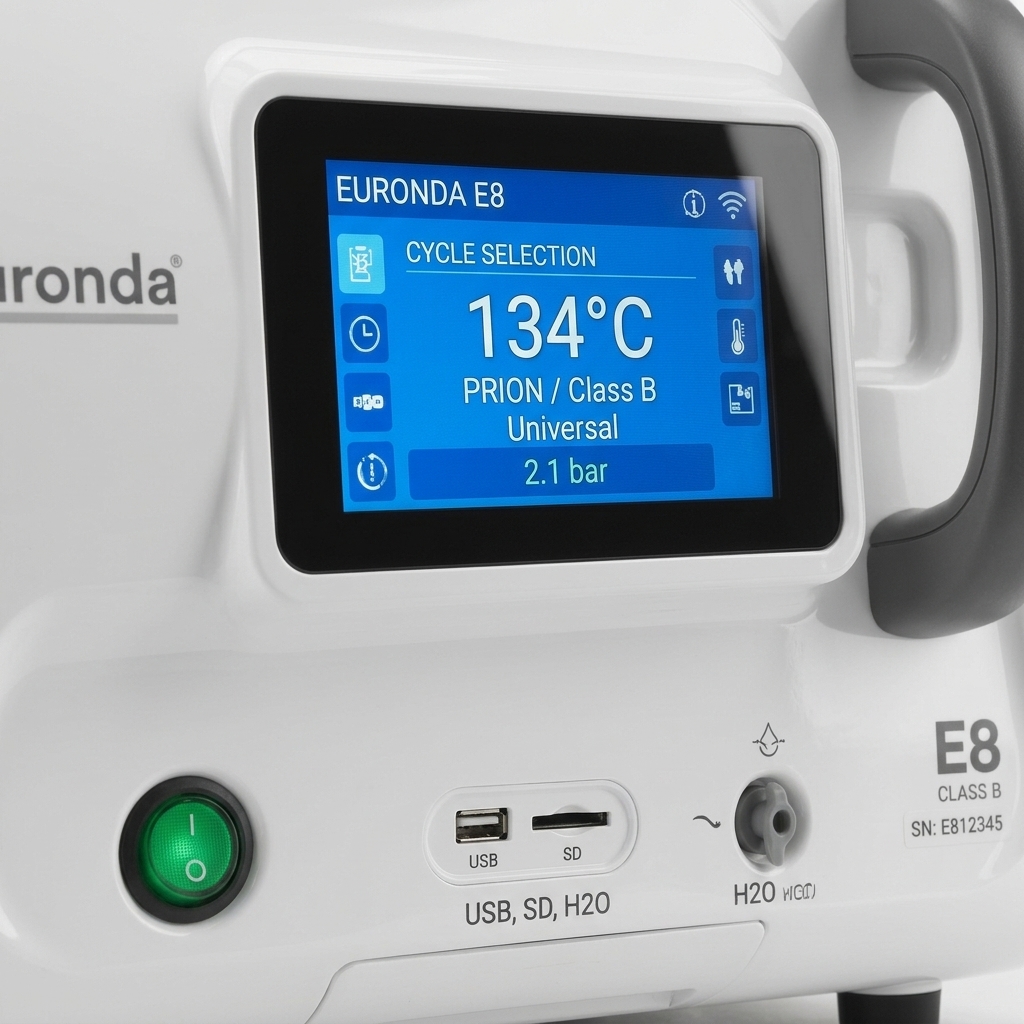 EURONDA E8
CYCLE SELECTION
134°C
PRION / Class B
Universal
2.1 bar
uronda®
E8
CLASS B
SN: E812345
USB
SD
USB, SD, H2O
H2O